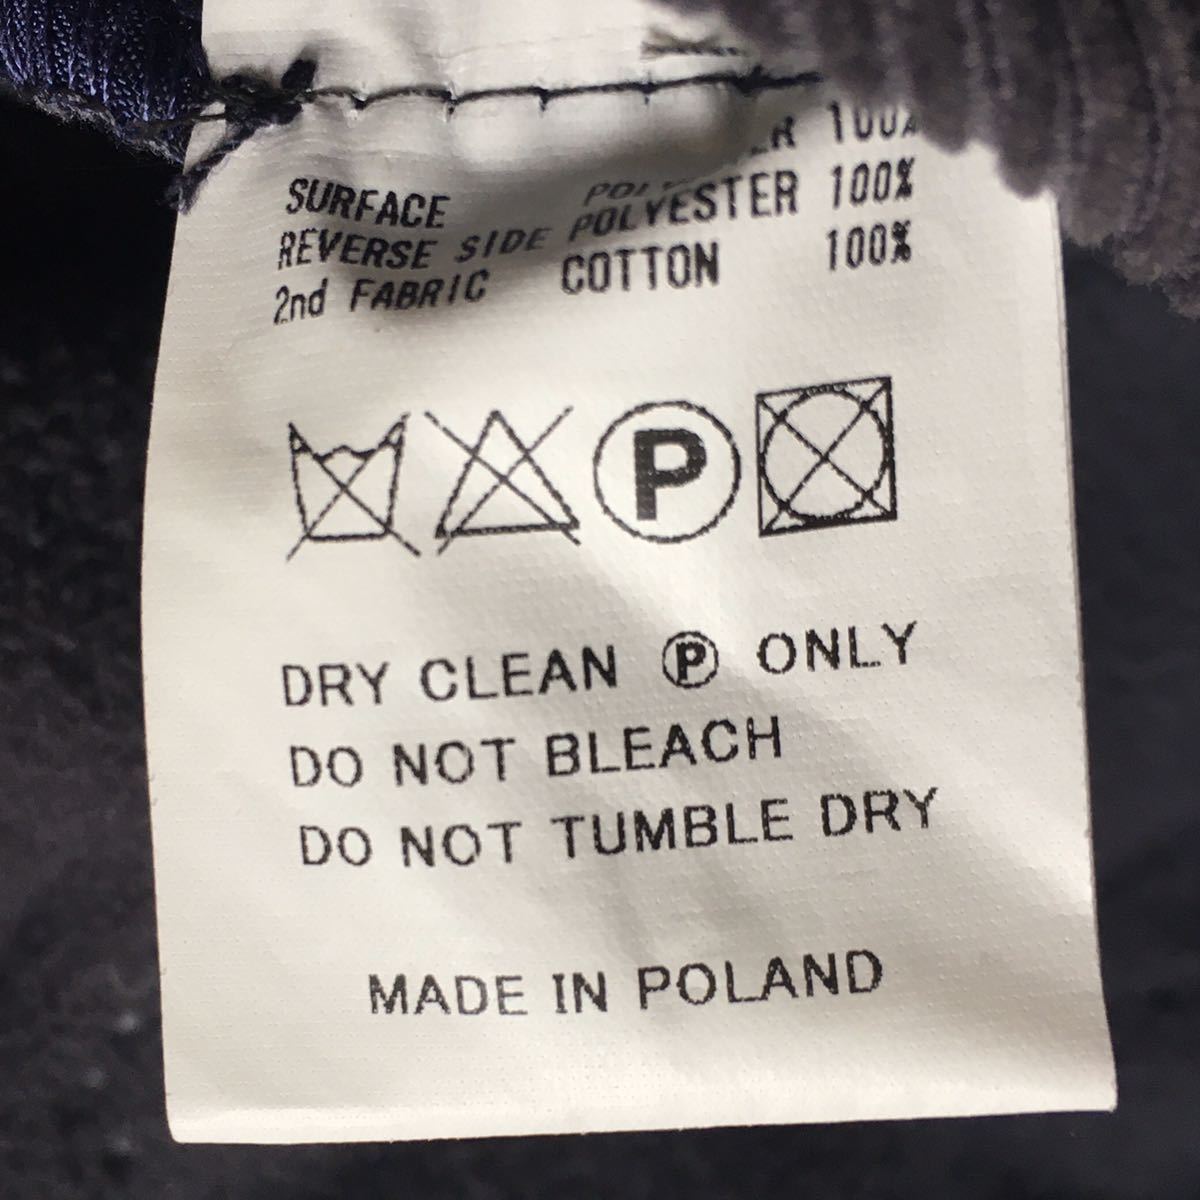 SURFACE 100%
REVERSE SIDE POLYESTER 100%
2nd FABRIC COTTON 100%
P
DRY CLEAN Ⓟ ONLY
DO NOT BLEACH
DO NOT TUMBLE DRY
MADE IN POLAND